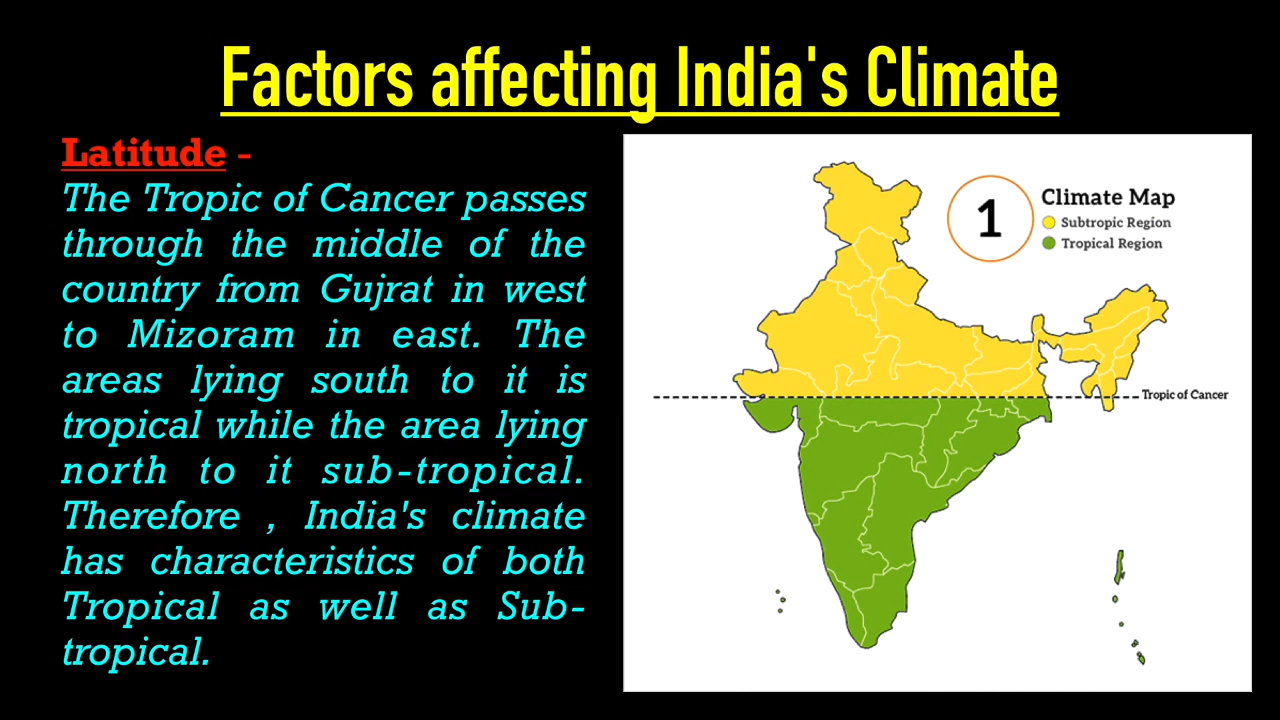 Factors affecting India's Climate
Latitude -
The Tropic of Cancer passes
through the middle of the
country from Gujrat in west
to Mizoram in east. The
areas lying south to it is
tropical while the area lying
north to it sub-tropical.
Therefore , India's climate
has characteristics of both
Tropical as well as Sub-
tropical.
1
Climate Map
Subtropic Region
Tropical Region
Tropic of Cancer